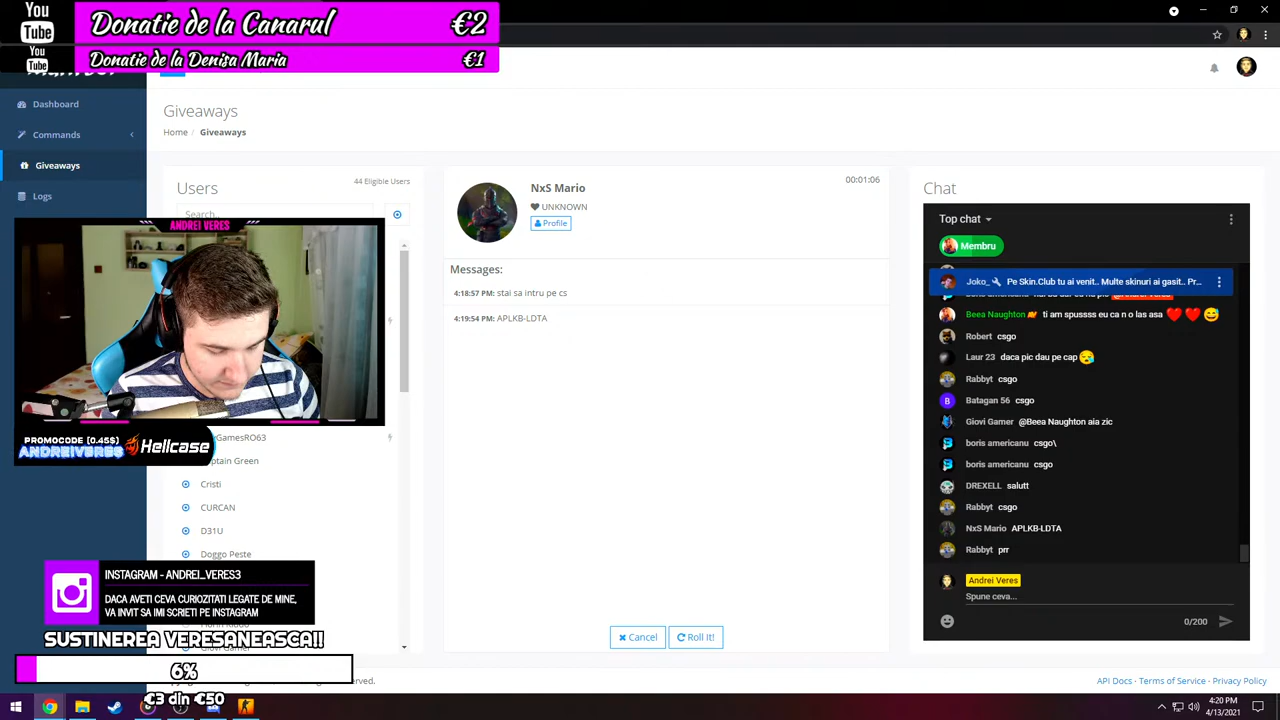 You
Tube
Donatie de la Canarul €2
You
Tube
Donatie de la Denisa Maria €1
Dashboard
Commands
Giveaways
Logs
Giveaways
Home / Giveaways
Users
44 Eligible Users
Search..
ANDREI VERES
GamesRO63
ptain Green
Cristi
CURCAN
D31U
Doggo Peste
Giovi Gamer
PROMOCODE (0.45$)
ANDREIVERES
Hellcase
INSTAGRAM - ANDREI_VERES3
DACA AVETI CEVA CURIOZITATI LEGATE DE MINE,
VA INVIT SA IMI SCRIETI PE INSTAGRAM
SUSTINEREA VERESANEASCA!!
6%
€3 din €50
NxS Mario
00:01:06
UNKNOWN
Profile
Messages:
4:18:57 PM: stai sa intru pe cs
4:19:54 PM: APLKB-LDTA
Cancel
Roll It!
Chat
Top chat
Membru
Joko_ Pe Skin.Club tu ai venit.. Multe skinuri ai gasit.. Pr...
Beea Naughton ti am spussss eu ca n o las asa ❤️❤️😅
Robert csgo
Laur 23 daca pic dau pe cap 😪
Rabbyt csgo
B Batagan 56 csgo
Giovi Gamer @Beea Naughton aia zic
boris americanu csgo\
boris americanu csgo
DREXELL salutt
Rabbyt csgo
NxS Mario APLKB-LDTA
Rabbyt prr
Andrei Veres
Spune ceva...
0/200
rved.
API Docs · Terms of Service · Privacy Policy
4:20 PM
4/13/2021